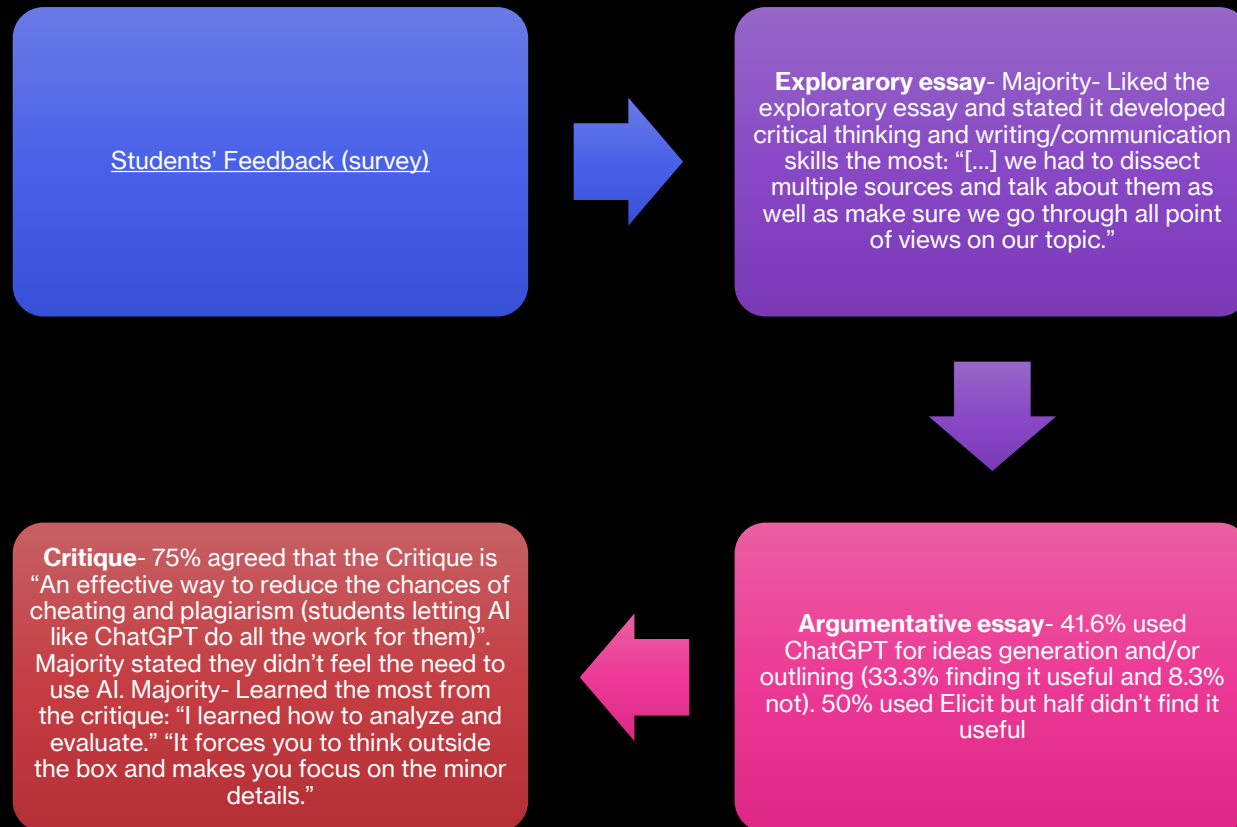 Students’ Feedback (survey)
Explorarory essay- Majority- Liked the
exploratory essay and stated it developed
critical thinking and writing/communication
skills the most: “[...] we had to dissect
multiple sources and talk about them as
well as make sure we go through all point
of views on our topic.”
Argumentative essay- 41.6% used
ChatGPT for ideas generation and/or
outlining (33.3% finding it useful and 8.3%
not). 50% used Elicit but half didn’t find it
useful
Critique- 75% agreed that the Critique is
“An effective way to reduce the chances of
cheating and plagiarism (students letting AI
like ChatGPT do all the work for them)”.
Majority stated they didn’t feel the need to
use AI. Majority- Learned the most from
the critique: “I learned how to analyze and
evaluate.” “It forces you to think outside
the box and makes you focus on the minor
details.”